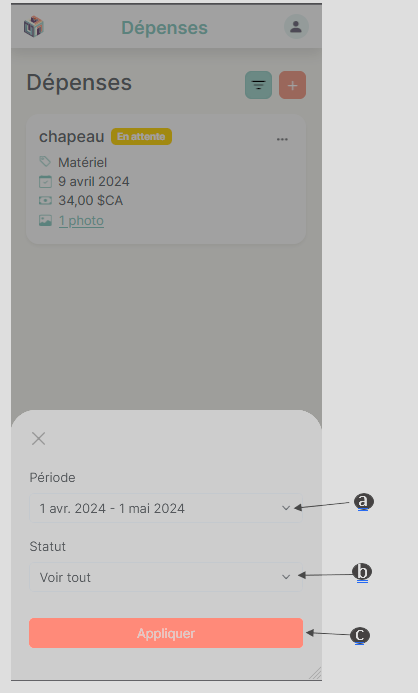 Dépenses
Dépenses
+
chapeau En attente
...
Matériel
9 avril 2024
34,00 $CA
1 photo
Période
1 avr. 2024 - 1 mai 2024
a
Statut
Voir tout
b
Appliquer
c